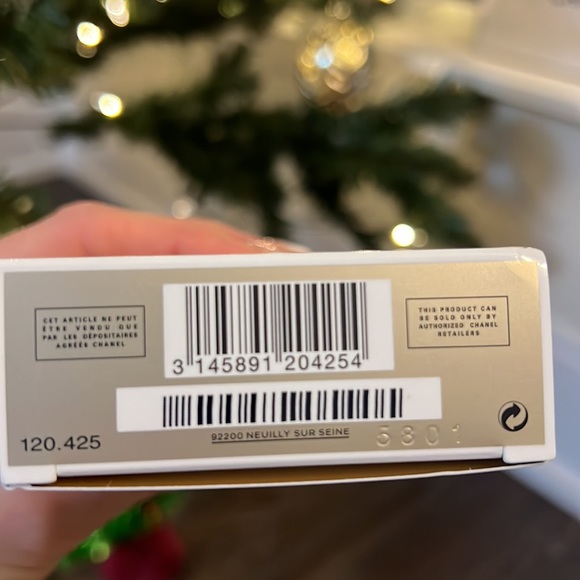 CET ARTICLE NE PEUT
ÊTRE VENDU QUE
PAR LES DÉPOSITAIRES
AGRÉÉS CHANEL
3 145891 204254
THIS PRODUCT CAN
BE SOLD ONLY BY
AUTHORIZED CHANEL
RETAILERS
120.425
92200 NEUILLY SUR SEINE
5801